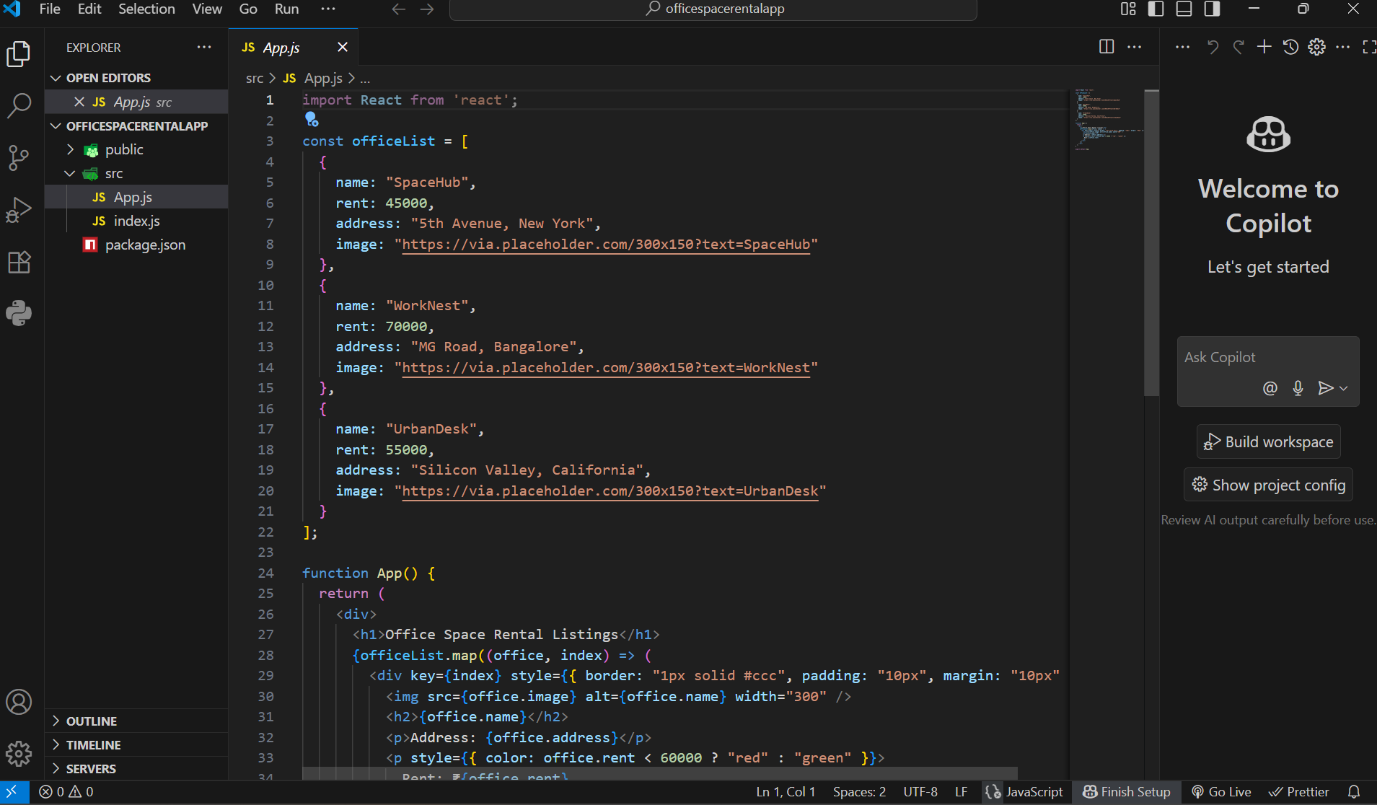 File Edit Selection View Go Run ···
officespacerentalapp
EXPLORER
OPEN EDITORS
JS App.js src
OFFICESPACERENTALAPP
public
src
JS App.js
JS index.js
package.json
OUTLINE
TIMELINE
SERVERS
JS App.js
src > JS App.js > ...
1 import React from 'react';
2
3 const officeList = [
4 {
5 name: "SpaceHub",
6 rent: 45000,
7 address: "5th Avenue, New York",
8 image: "https://via.placeholder.com/300x150?text=SpaceHub"
9 },
10 {
11 name: "WorkNest",
12 rent: 70000,
13 address: "MG Road, Bangalore",
14 image: "https://via.placeholder.com/300x150?text=WorkNest"
15 },
16 {
17 name: "UrbanDesk",
18 rent: 55000,
19 address: "Silicon Valley, California",
20 image: "https://via.placeholder.com/300x150?text=UrbanDesk"
21 }
22 ];
23
24 function App() {
25 return (
26 <div>
27 <h1>Office Space Rental Listings</h1>
28 {officeList.map((office, index) => (
29 <div key={index} style={{ border: "1px solid #ccc", padding: "10px", margin: "10px"
30 <img src={office.image} alt={office.name} width="300" />
31 <h2>{office.name}</h2>
32 <p>Address: {office.address}</p>
33 <p style={{ color: office.rent < 60000 ? "red" : "green" }}>
34 Rent: ₹{office.rent}
Welcome to
Copilot
Let's get started
Ask Copilot
Build workspace
Show project config
Review AI output carefully before use.
0 0
Ln 1, Col 1 Spaces: 2 UTF-8 LF JavaScript Finish Setup Go Live Prettier